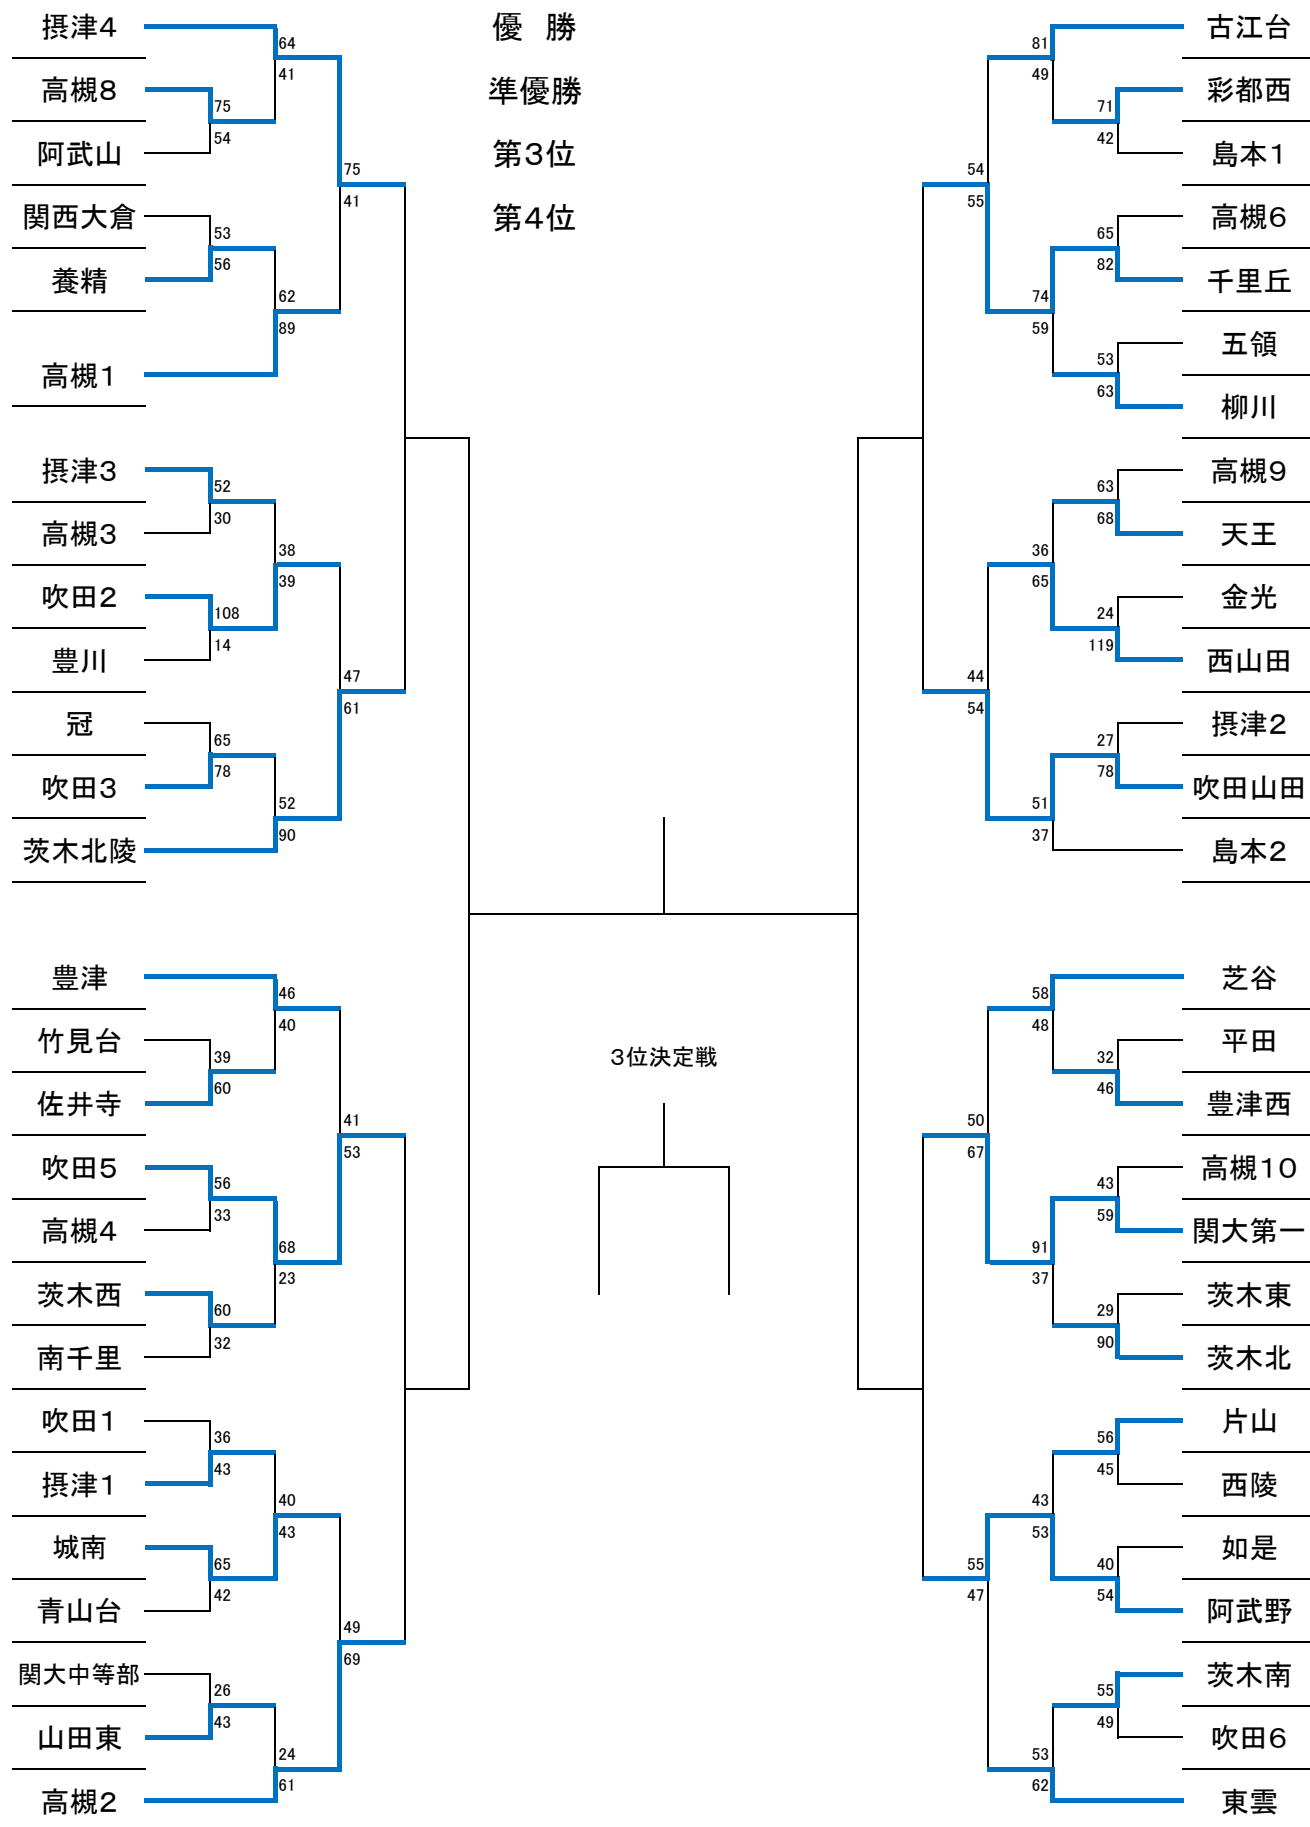 摂津4
64
41
高槻8
75
54
阿武山
75
41
関西大倉
53
56
養精
62
89
高槻1
摂津3
52
30
高槻3
38
39
吹田2
108
14
豊川
47
61
冠
65
78
吹田3
52
90
茨木北陵
豊津
46
40
竹見台
39
60
佐井寺
41
53
吹田5
56
33
高槻4
68
23
茨木西
60
32
南千里
吹田1
36
43
摂津1
40
43
城南
65
42
青山台
49
69
関大中等部
26
43
山田東
24
61
高槻2
優 勝
準優勝
第3位
第4位
3位決定戦
古江台
81
49
彩都西
71
42
島本1
54
55
高槻6
65
82
千里丘
74
59
五領
53
63
柳川
高槻9
63
68
天王
36
65
金光
24
119
西山田
44
54
摂津2
27
78
吹田山田
51
37
島本2
芝谷
58
48
平田
32
46
豊津西
50
67
高槻10
43
59
関大第一
91
37
茨木東
29
90
茨木北
片山
56
45
西陵
43
53
如是
40
54
阿武野
55
47
茨木南
55
49
吹田6
53
62
東雲